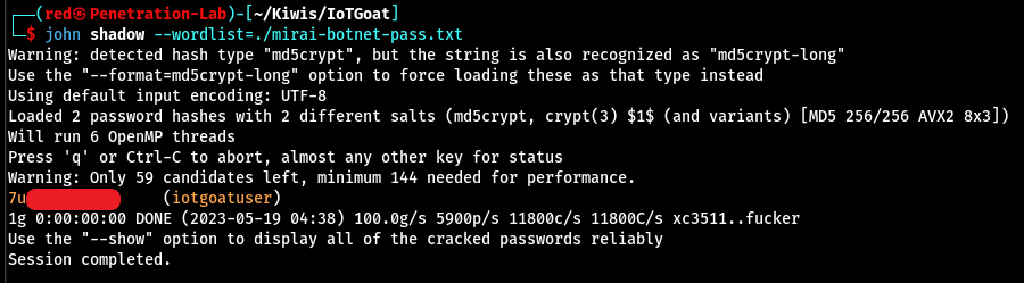 ┌──(red㉿Penetration-Lab)-[~/Kiwis/IoTGoat]
└─$ john shadow --wordlist=./mirai-botnet-pass.txt
Warning: detected hash type "md5crypt", but the string is also recognized as "md5crypt-long"
Use the "--format=md5crypt-long" option to force loading these as that type instead
Using default input encoding: UTF-8
Loaded 2 password hashes with 2 different salts (md5crypt, crypt(3) $1$ (and variants) [MD5 256/256 AVX2 8x3])
Will run 6 OpenMP threads
Press 'q' or Ctrl-C to abort, almost any other key for status
Warning: Only 59 candidates left, minimum 144 needed for performance.
7u (iotgoatuser)
1g 0:00:00:00 DONE (2023-05-19 04:38) 100.0g/s 5900p/s 11800c/s 11800C/s xc3511..fucker
Use the "--show" option to display all of the cracked passwords reliably
Session completed.